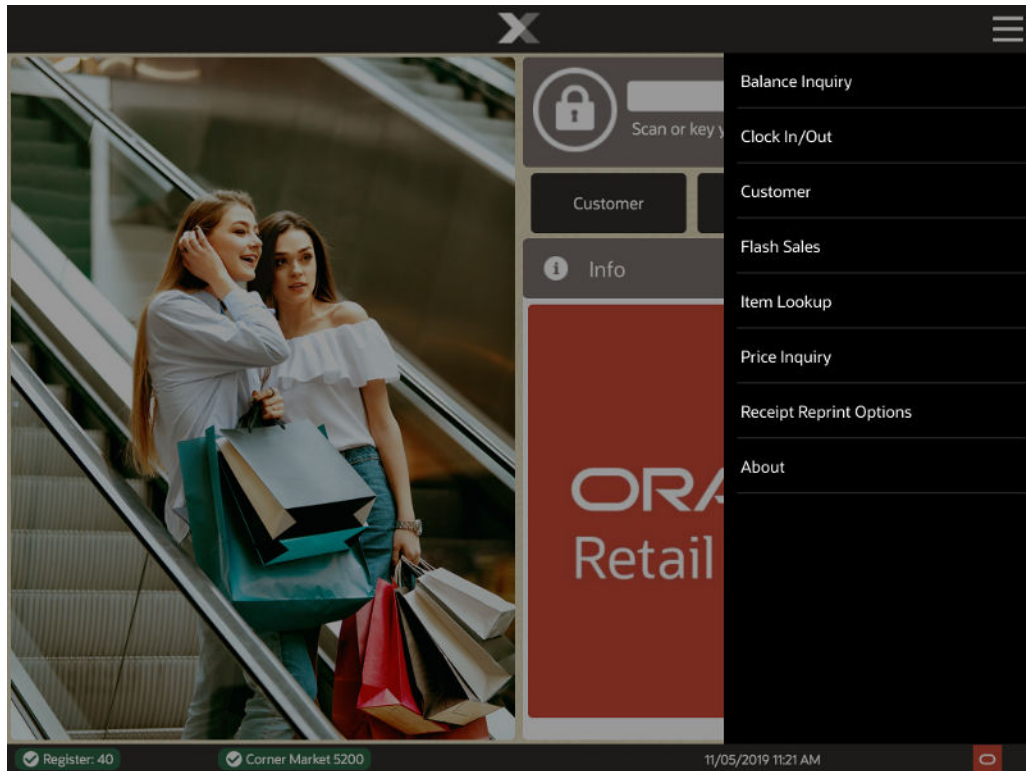 Scan or key y
Customer
Info
ORA
Retail
Balance Inquiry
Clock In/Out
Customer
Flash Sales
Item Lookup
Price Inquiry
Receipt Reprint Options
About
Register: 40
Corner Market 5200
11/05/2019 11:21 AM